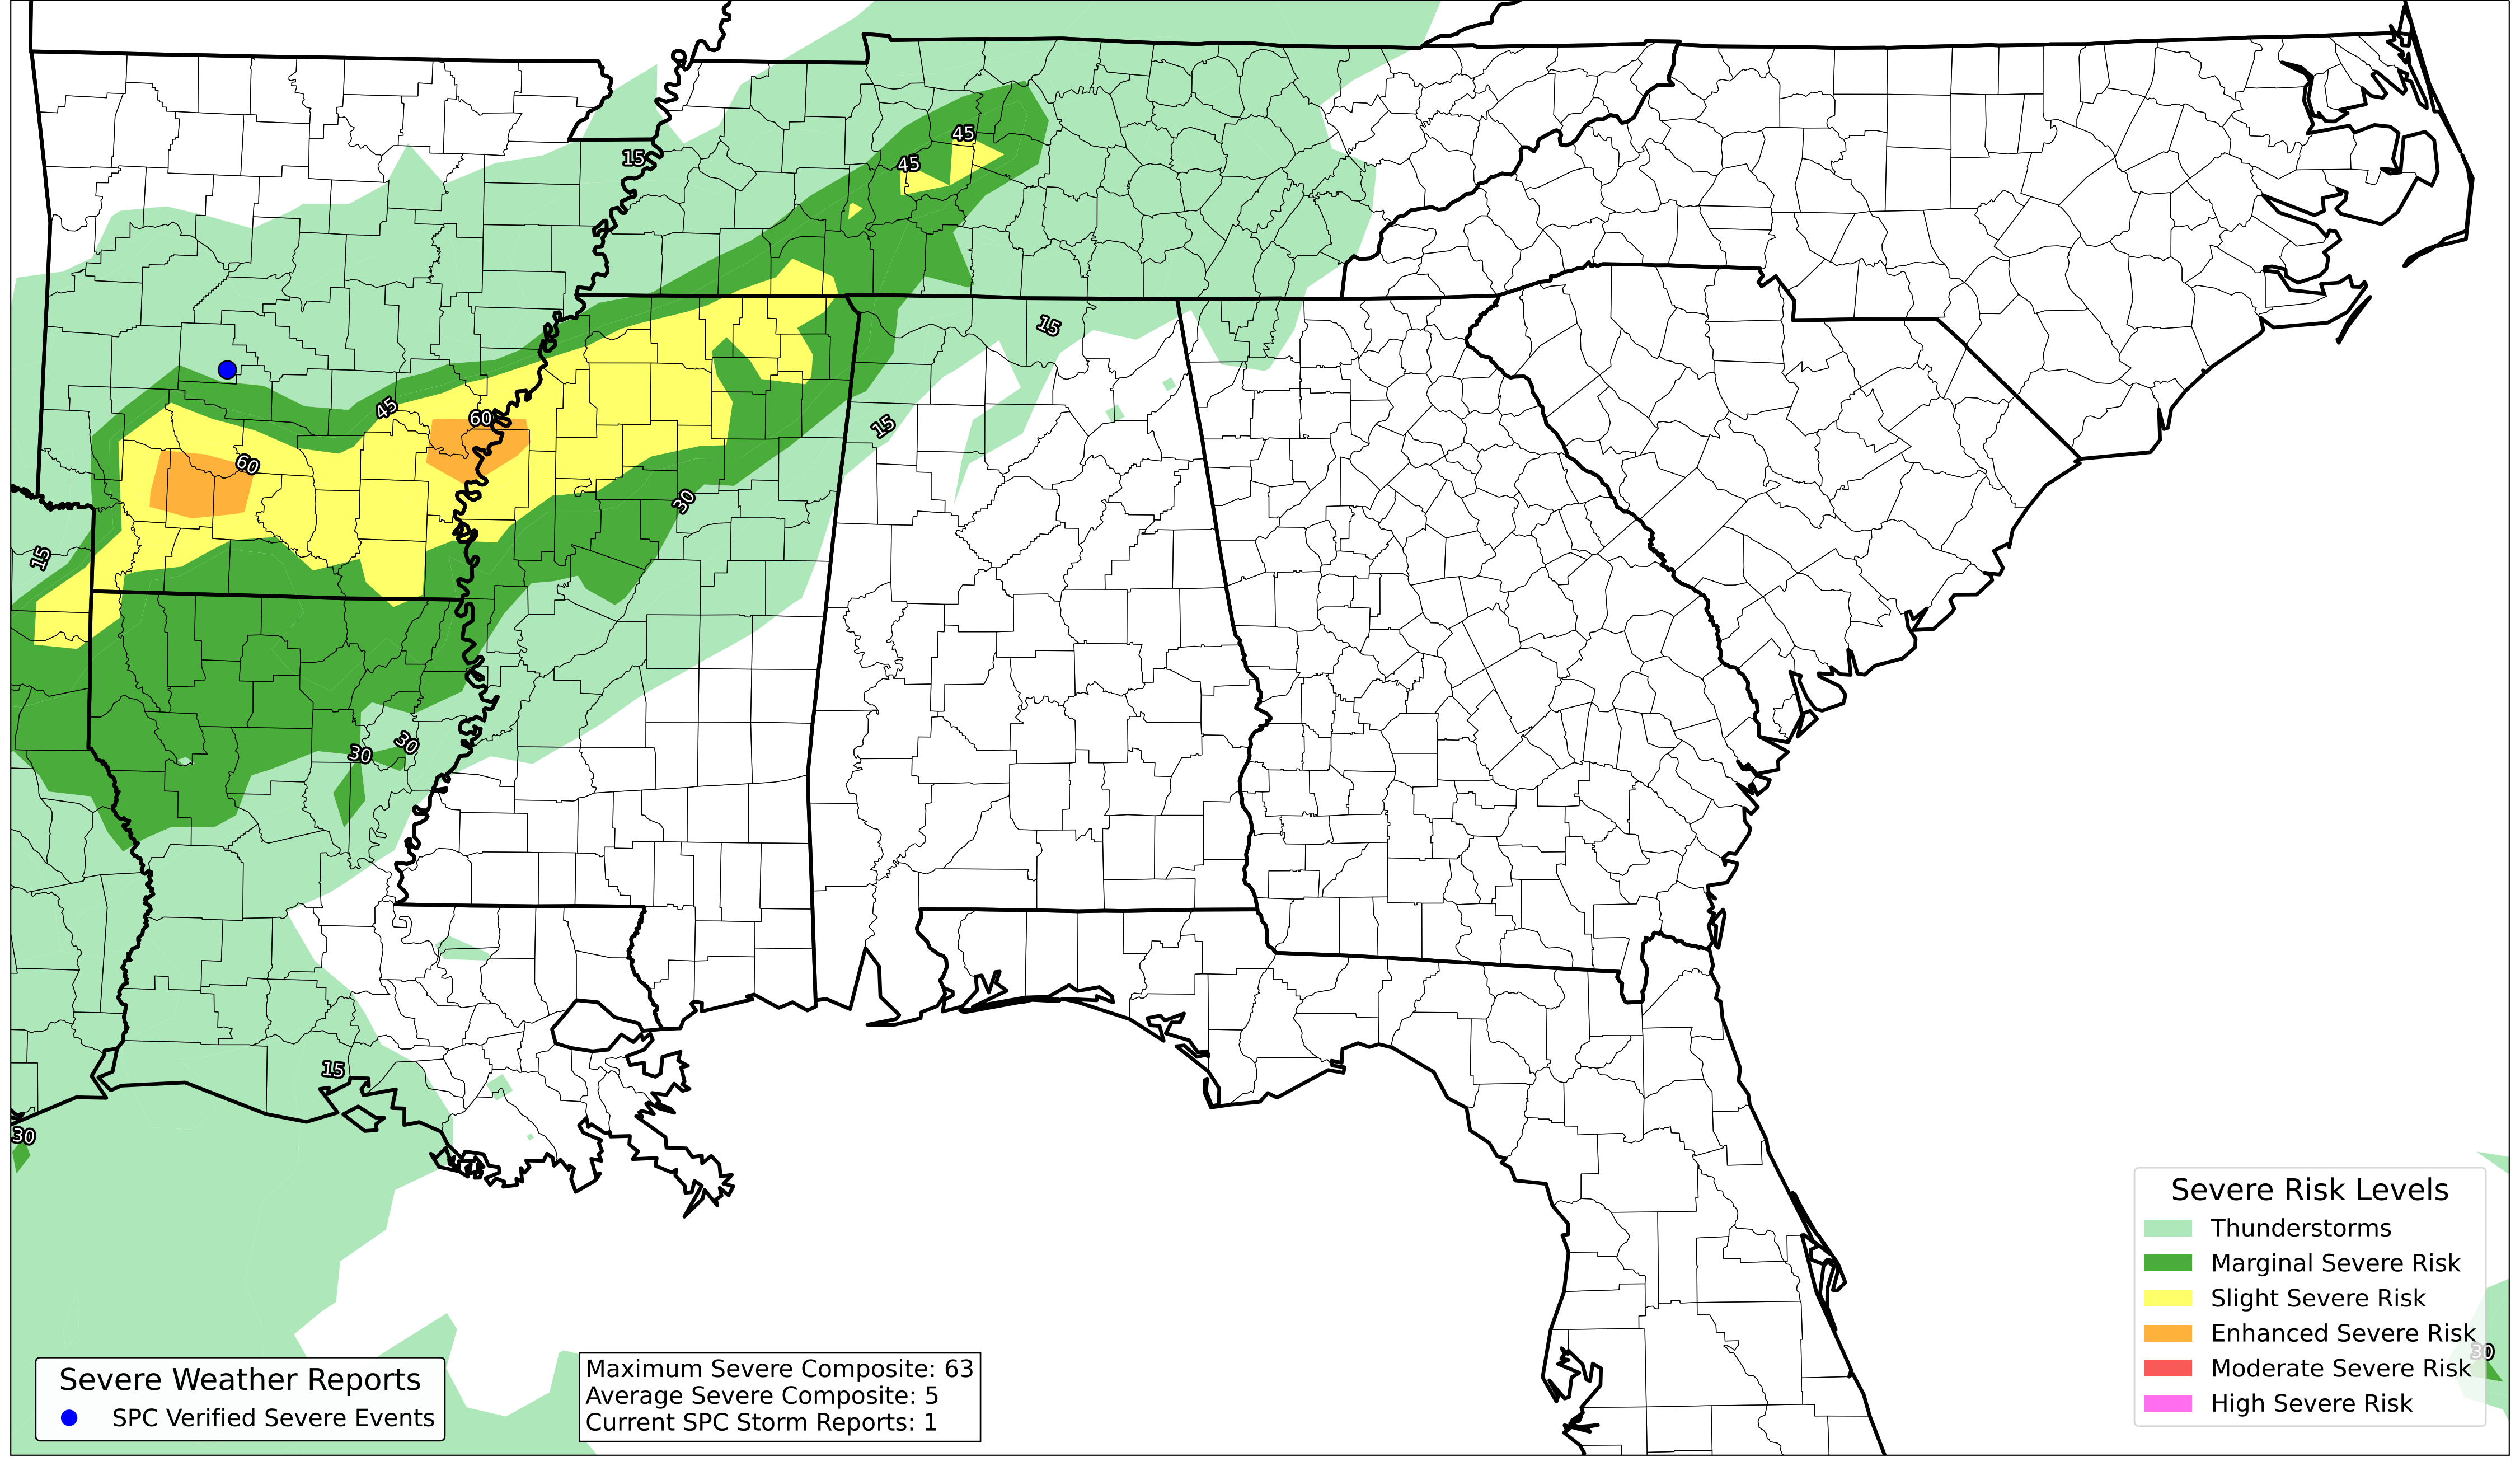 45
15
45
15
45
60
15
60
30
15
30
30
15
30
Severe Risk Levels
Thunderstorms
Marginal Severe Risk
Slight Severe Risk
Enhanced Severe Risk
30
Moderate Severe Risk
High Severe Risk
Severe Weather Reports
SPC Verified Severe Events
Maximum Severe Composite: 63
Average Severe Composite: 5
Current SPC Storm Reports: 1